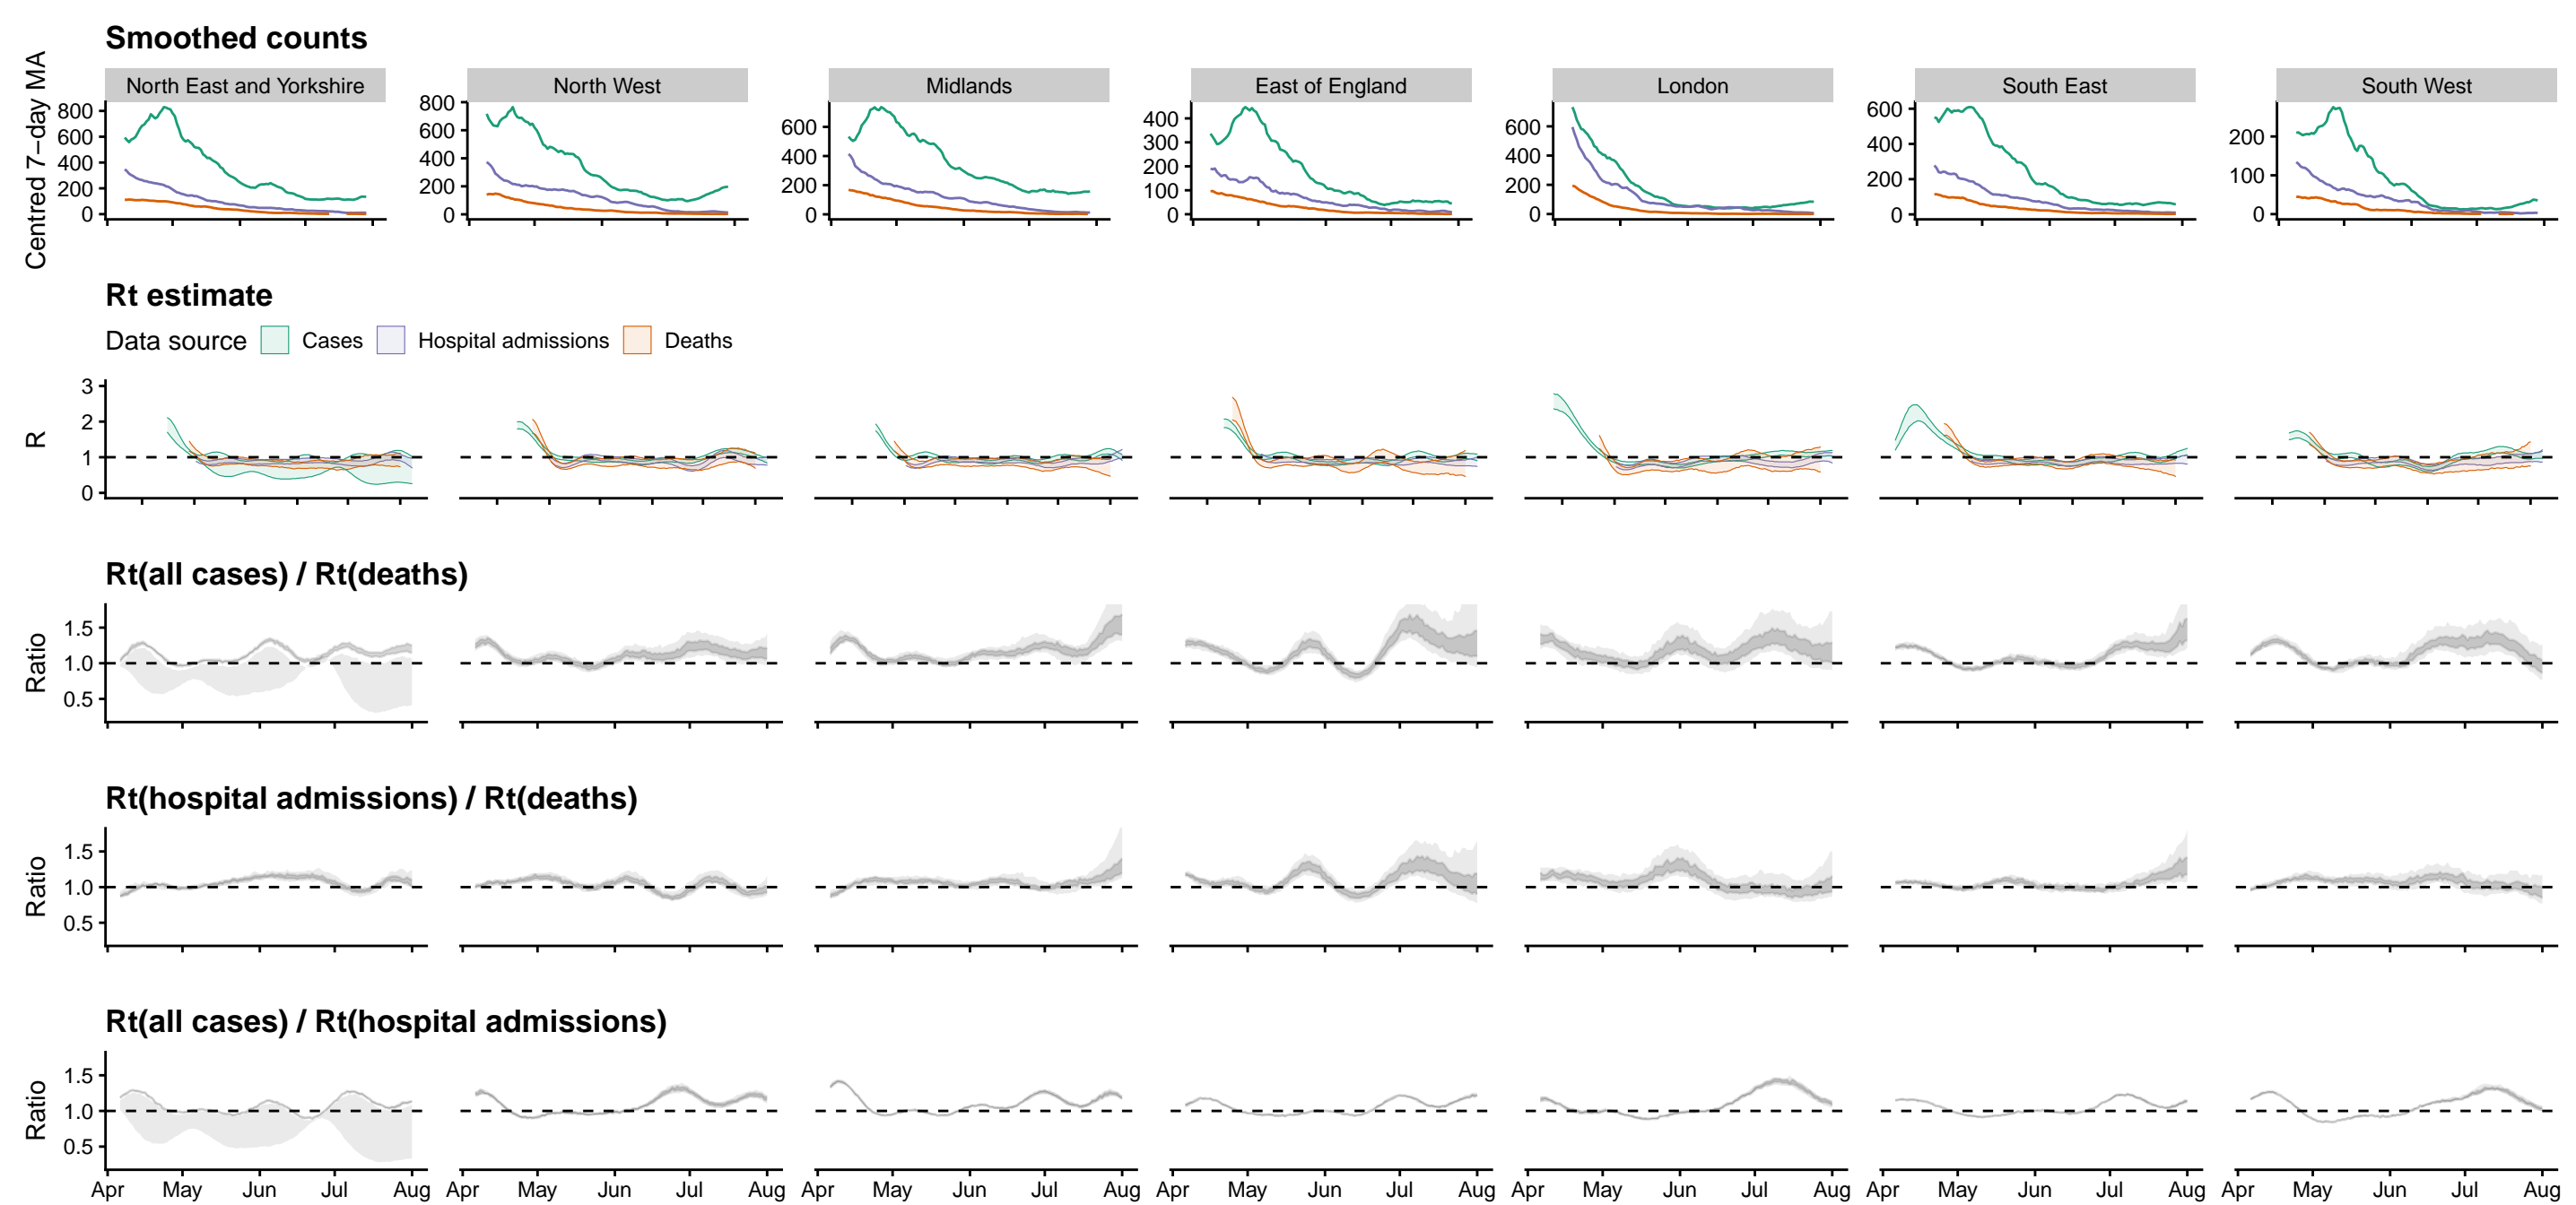 Smoothed counts
Centred 7–day MA
North East and Yorkshire North West Midlands East of England London South East South West
800 600 400 200 0
800 600 400 200 0
600 400 200 0
400 300 200 100 0
600 400 200 0
600 400 200 0
200 100 0
Rt estimate
Data source Cases Hospital admissions Deaths
R
3 2 1 0
Rt(all cases) / Rt(deaths)
Ratio
1.5 1.0 0.5
Rt(hospital admissions) / Rt(deaths)
Ratio
1.5 1.0 0.5
Rt(all cases) / Rt(hospital admissions)
Ratio
1.5 1.0 0.5
Apr May Jun Jul Aug Apr May Jun Jul Aug Apr May Jun Jul Aug Apr May Jun Jul Aug Apr May Jun Jul Aug Apr May Jun Jul Aug Apr May Jun Jul Aug